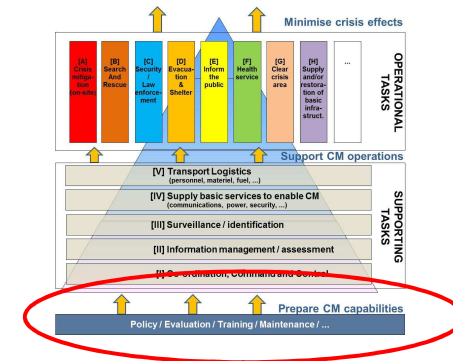 Minimise crisis effects
[A]
Crisis
mitiga-
tion
(on-site)
[B]
Search
And
Rescue
[C]
Security
/
Law
enforce-
ment
[D]
Evacua-
tion
&
Shelter
[E]
Inform
the
public
[F]
Health
service
[G]
Clear
crisis
area
[H]
Supply
and/or
restora-
tion of
basic
infra-
struct.
...
OPERATIONAL
TASKS
Support CM operations
[V] Transport Logistics
(personnel, materiel, fuel, ...)
[IV] Supply basic services to enable CM
(communications, power, security, ...)
[III] Surveillance / identification
[II] Information management / assessment
[I] Co-ordination, Command and Control
SUPPORTING
TASKS
Prepare CM capabilities
Policy / Evaluation / Training / Maintenance / ...